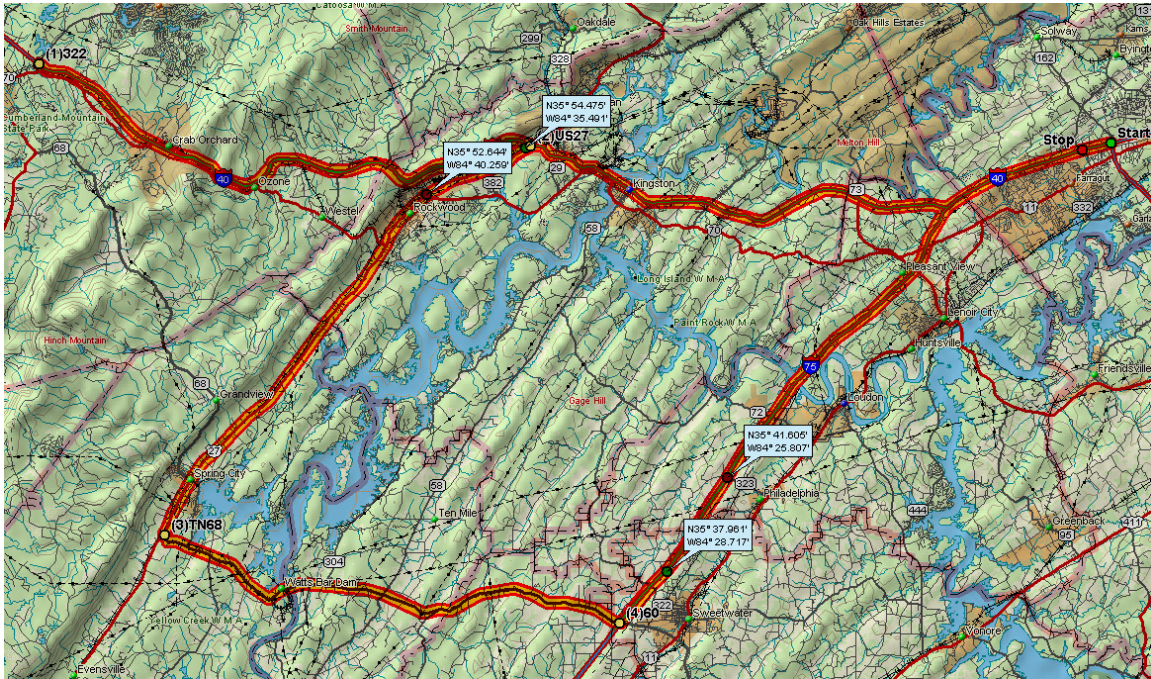 Catoosa W M A
Smith Mountain
Oakdale
Oak Hills Estates
Solway
Byington
(1)322
299
328
162
131
70
Cumberland Mountain
State Park
Crab Orchard
68
N35° 54.475'
W84° 35.491'
(2)US27
N35° 52.644'
W84° 40.259'
Melton Hill
Stop
Start
40
Ozone
Westel
Rockwood
382
29
Kingston
73
40
Farragut
11
332
58
70
Long Island W M A
Pleasant View
Paint Rock W M A
Lenoir City
Huntsville
Hinch Mountain
68
Grandview
Gage Hill
75
Friendsville
72
Loudon
27
Spring City
58
N35° 41.605'
W84° 25.807'
323
Philadelphia
Ten Mile
444
Greenback
411
95
(3)TN68
304
N35° 37.961'
W84° 28.717'
Watts Bar Dam
Yellow Creek W M A
(4)60
322
Sweetwater
11
Vonore
Evensville